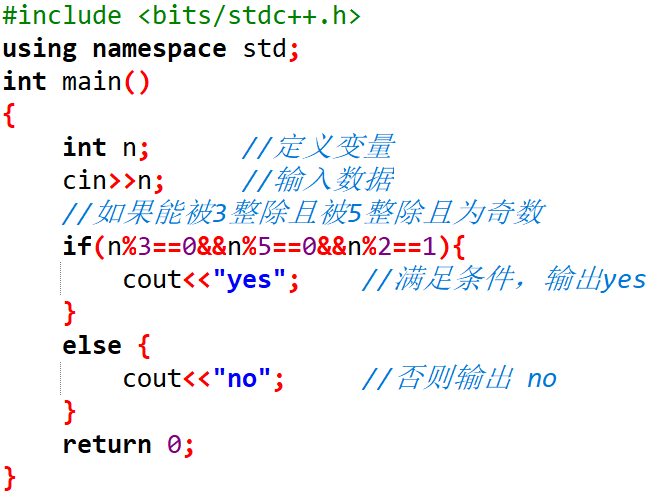 #include <bits/stdc++.h>
using namespace std;
int main()
{
    int n;      //定义变量
    cin>>n;     //输入数据
    //如果能被3整除且被5整除且为奇数
    if(n%3==0&&n%5==0&&n%2==1){
        cout<<"yes";    //满足条件，输出yes
    }
    else {
        cout<<"no";     //否则输出 no
    }
    return 0;
}